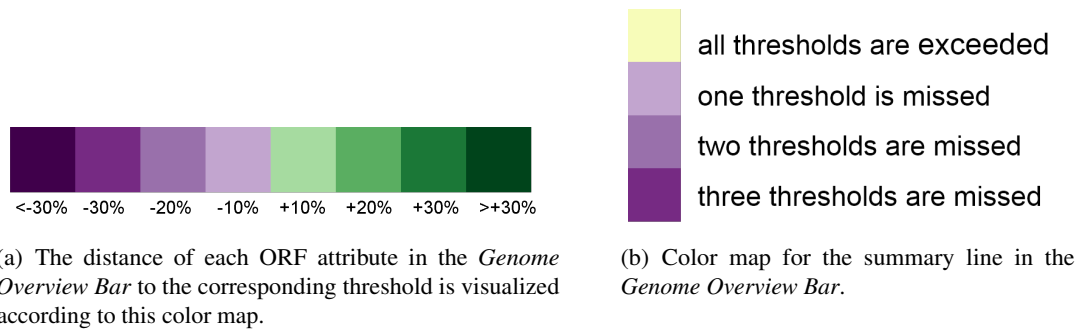 <-30% -30% -20% -10% +10% +20% +30% >+30%
(a) The distance of each ORF attribute in the Genome
Overview Bar to the corresponding threshold is visualized
according to this color map.
all thresholds are exceeded
one threshold is missed
two thresholds are missed
three thresholds are missed
(b) Color map for the summary line in the
Genome Overview Bar.